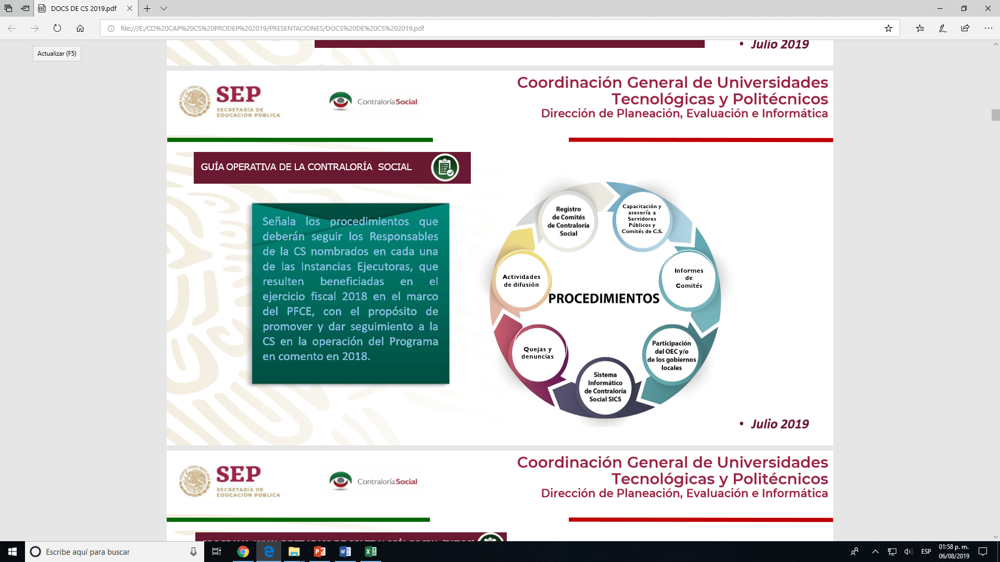 DOCS DE CS 2019.pdf
file:///E:/CD%20CAP%20CS%20PRODEP%202019/PRESENTACIONES/DOCS%20DE%20CS%202019.pdf
Actualizar (F5)
• Julio 2019
SEP
SECRETARÍA DE
EDUCACIÓN PÚBLICA
ContraloríaSocial
Coordinación General de Universidades
Tecnológicas y Politécnicos
Dirección de Planeación, Evaluación e Informática
GUÍA OPERATIVA DE LA CONTRALORÍA SOCIAL
Señala los procedimientos que
deberán seguir los Responsables
de la CS nombrados en cada una
de las Instancias Ejecutoras, que
resulten beneficiadas en el
ejercicio fiscal 2018 en el marco
del PFCE, con el propósito de
promover y dar seguimiento a la
CS en la operación del Programa
en comento en 2018.
Registro
de Comités
de Contraloría
Social
Capacitación y
asesoría a
Servidores
Públicos y
Comités de C.S.
Informes
de
Comités
Participación
del OEC y/o
de los gobiernos
locales
Sistema
Informático
de Contraloría
Social SICS
Quejas y
denuncias
Actividades
de difusión
PROCEDIMIENTOS
• Julio 2019
SEP
SECRETARÍA DE
EDUCACIÓN PÚBLICA
ContraloríaSocial
Coordinación General de Universidades
Tecnológicas y Politécnicos
Dirección de Planeación, Evaluación e Informática
Escribe aquí para buscar
ESP
01:58 p. m.
06/08/2019